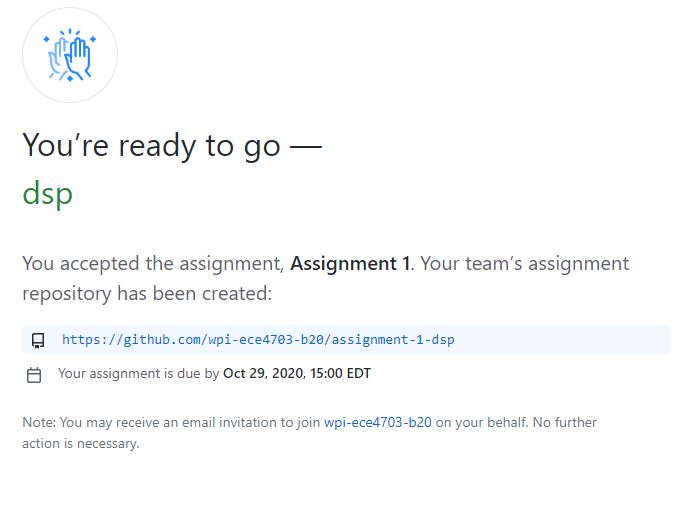 You’re ready to go —
dsp
You accepted the assignment, Assignment 1. Your team’s assignment
repository has been created:
https://github.com/wpi-ece4703-b20/assignment-1-dsp
Your assignment is due by Oct 29, 2020, 15:00 EDT
Note: You may receive an email invitation to join wpi-ece4703-b20 on your behalf. No further
action is necessary.